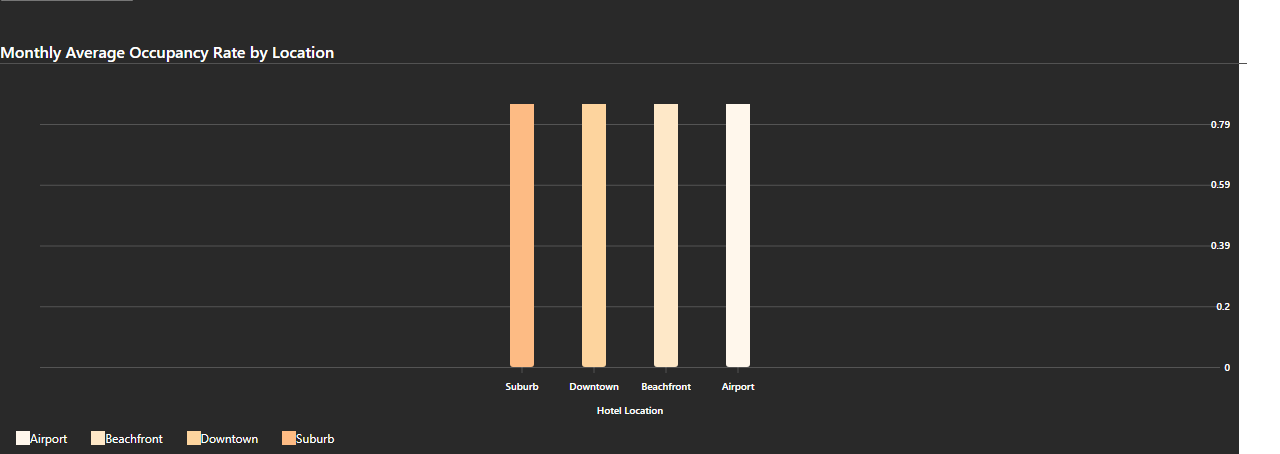 Monthly Average Occupancy Rate by Location
0.79
0.59
0.39
0.2
0
Suburb Downtown Beachfront Airport
Hotel Location
Airport Beachfront Downtown Suburb